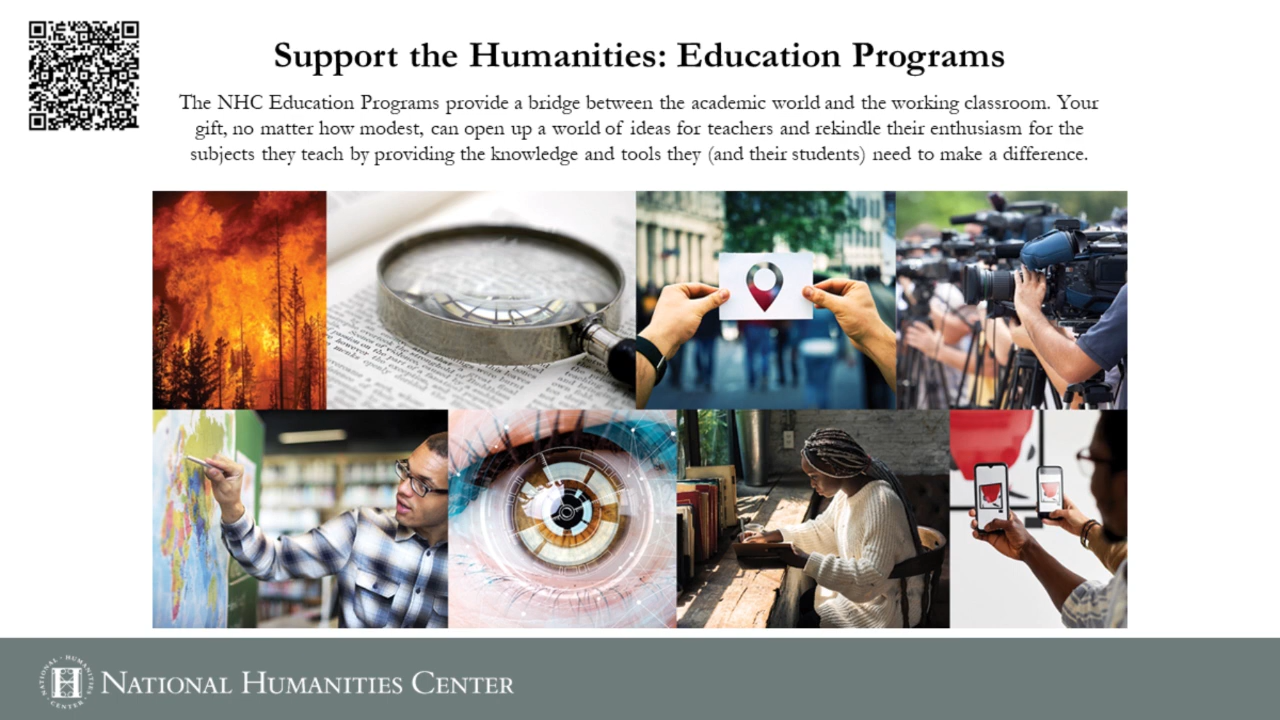 Support the Humanities: Education Programs
The NHC Education Programs provide a bridge between the academic world and the working classroom. Your
gift, no matter how modest, can open up a world of ideas for teachers and rekindle their enthusiasm for the
subjects they teach by providing the knowledge and tools they (and their students) need to make a difference.
NATIONAL · HUMANITIES · CENTER
H
NATIONAL HUMANITIES CENTER